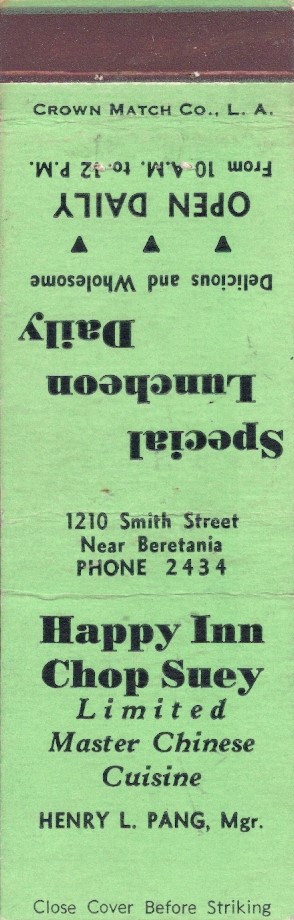 CROWN MATCH CO., L. A.
Special
Luncheon
Daily
Delicious and Wholesome
OPEN DAILY
From 10 A.M. to 12 P.M.
1210 Smith Street
Near Beretania
PHONE 2434
Happy Inn
Chop Suey
Limited
Master Chinese
Cuisine
HENRY L. PANG, Mgr.
Close Cover Before Striking